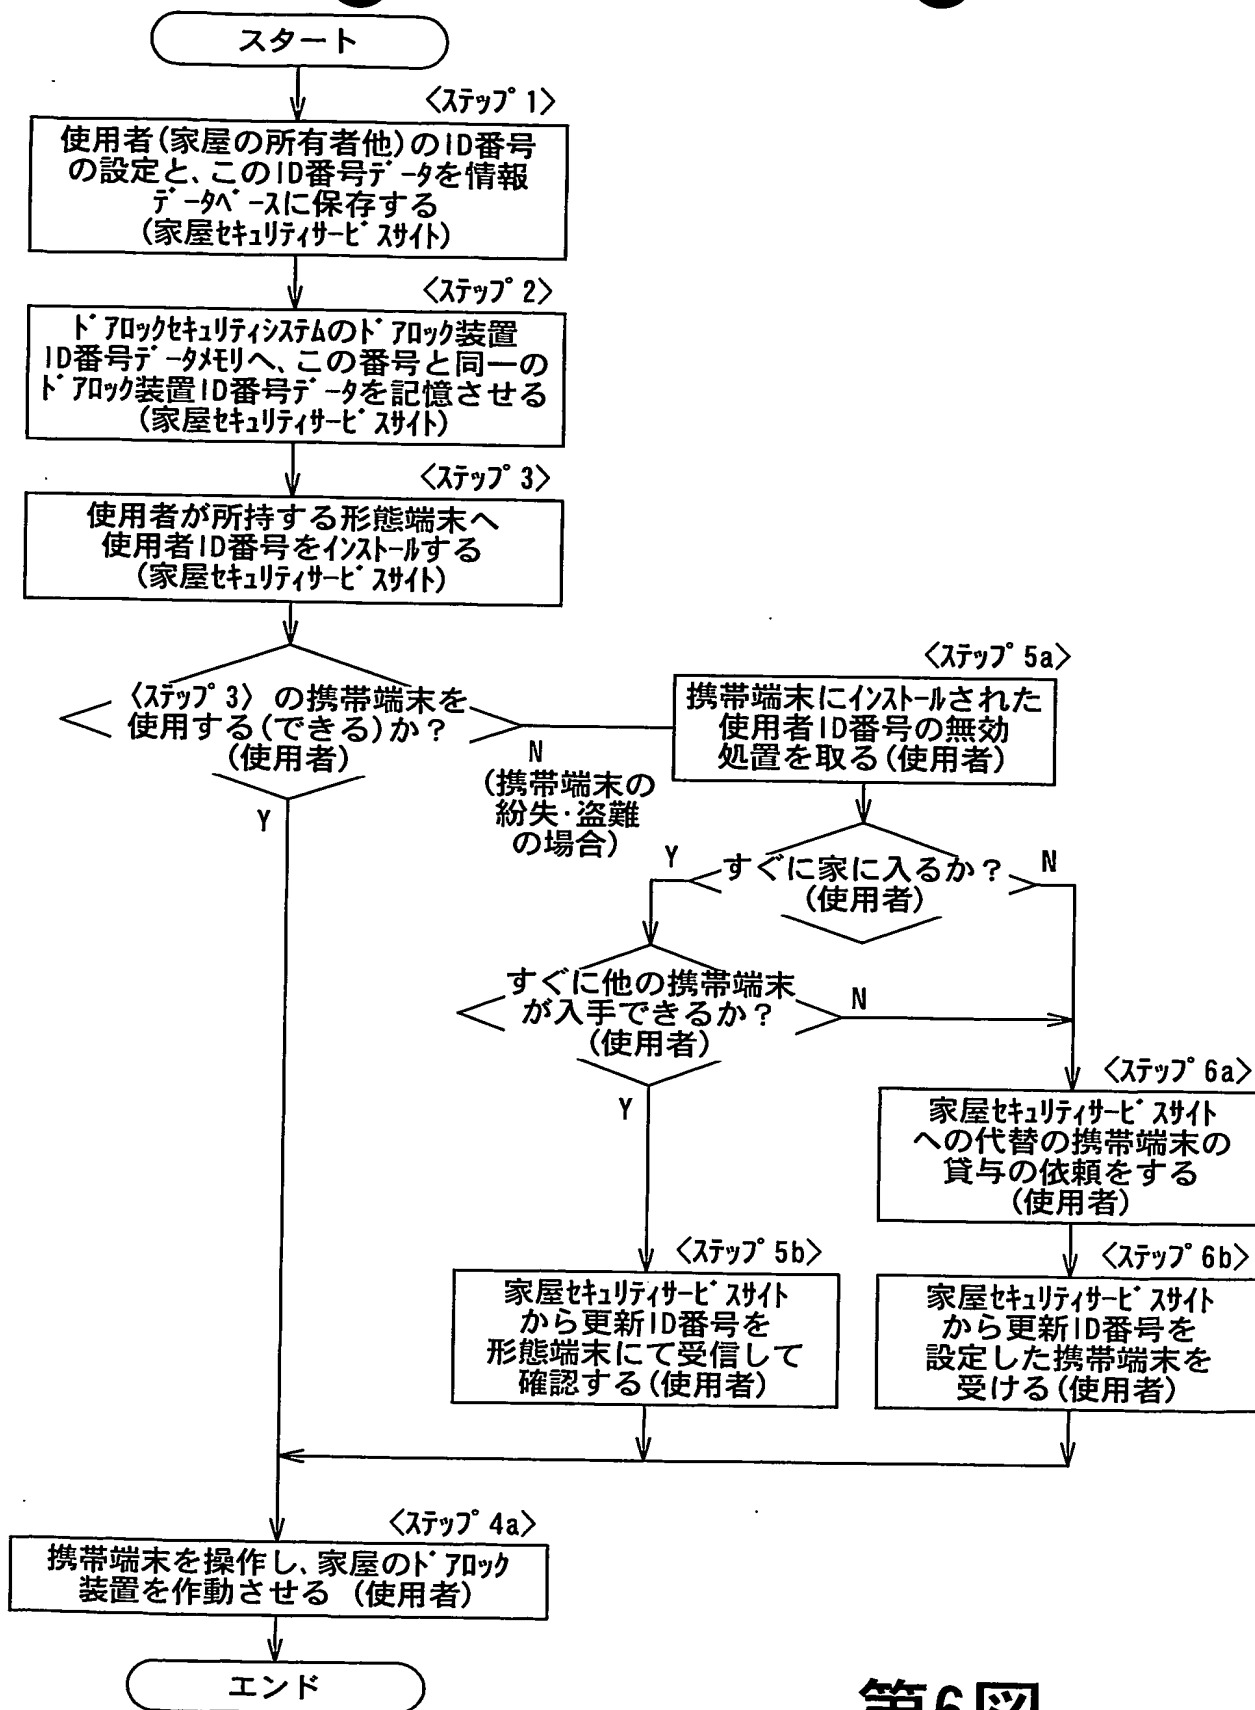 スタート
〈ステップ1〉
使用者(家屋の所有者他)のID番号
の設定と、このID番号データを情報
データベースに保存する
(家屋セキュリティサービスサイト)
〈ステップ2〉
ドアロックセキュリティシステムのドアロック装置
ID番号データメモリへ、この番号と同一の
ドアロック装置ID番号データを記憶させる
(家屋セキュリティサービスサイト)
〈ステップ3〉
使用者が所持する形態端末へ
使用者ID番号をインストールする
(家屋セキュリティサービスサイト)
〈ステップ3〉の携帯端末を
使用する(できる)か?
(使用者)
Y
N
(携帯端末の
紛失・盗難
の場合)
〈ステップ5a〉
携帯端末にインストールされた
使用者ID番号の無効
処置を取る(使用者)
すぐに家に入るか?
(使用者)
Y
N
すぐに他の携帯端末
が入手できるか?
(使用者)
N
Y
〈ステップ6a〉
家屋セキュリティサービスサイト
への代替の携帯端末の
貸与の依頼をする
(使用者)
〈ステップ5b〉
家屋セキュリティサービスサイト
から更新ID番号を
形態端末にて受信して
確認する(使用者)
〈ステップ6b〉
家屋セキュリティサービスサイト
から更新ID番号を
設定した携帯端末を
受ける(使用者)
〈ステップ4a〉
携帯端末を操作し、家屋のドアロック
装置を作動させる (使用者)
エンド
第6図